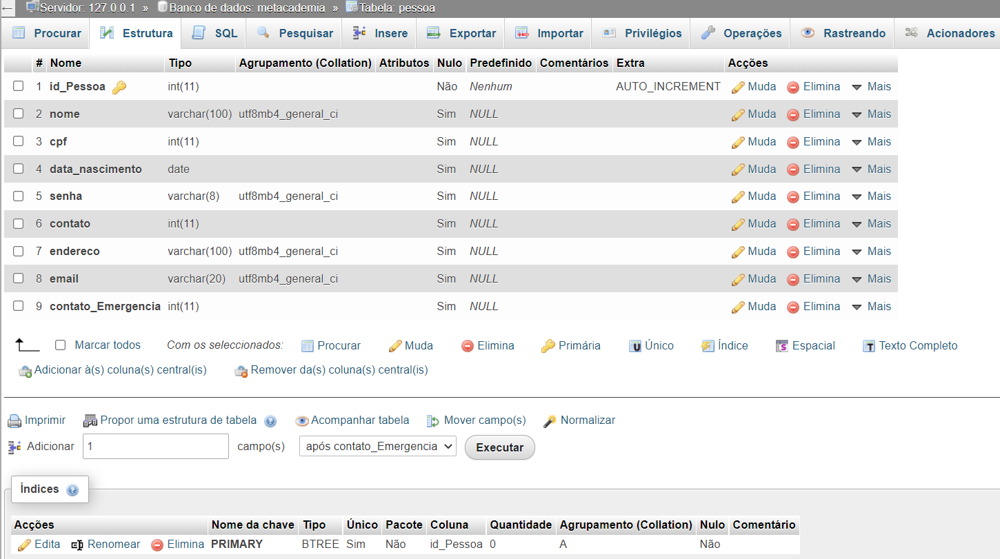 ← Servidor: 127.0.0.1 » Banco de dados: metacademia » Tabela: pessoa
Procurar Estrutura SQL Pesquisar Insere Exportar Importar Privilégios Operações Rastreando Acionadores
# Nome Tipo Agrupamento (Collation) Atributos Nulo Predefinido Comentários Extra Acções
1 id_Pessoa int(11) Não Nenhum AUTO_INCREMENT Muda Elimina Mais
2 nome varchar(100) utf8mb4_general_ci Sim NULL Muda Elimina Mais
3 cpf int(11) Sim NULL Muda Elimina Mais
4 data_nascimento date Sim NULL Muda Elimina Mais
5 senha varchar(8) utf8mb4_general_ci Sim NULL Muda Elimina Mais
6 contato int(11) Sim NULL Muda Elimina Mais
7 endereco varchar(100) utf8mb4_general_ci Sim NULL Muda Elimina Mais
8 email varchar(20) utf8mb4_general_ci Sim NULL Muda Elimina Mais
9 contato_Emergencia int(11) Sim NULL Muda Elimina Mais
Marcar todos Com os seleccionados: Procurar Muda Elimina Primária Único Índice Espacial Texto Completo
Adicionar à(s) coluna(s) central(is) Remover da(s) coluna(s) central(is)
Imprimir Propor uma estrutura de tabela Acompanhar tabela Mover campo(s) Normalizar
Adicionar 1 campo(s) após contato_Emergencia Executar
Índices
Acções Nome da chave Tipo Único Pacote Coluna Quantidade Agrupamento (Collation) Nulo Comentário
Edita Renomear Elimina PRIMARY BTREE Sim Não id_Pessoa 0 A Não